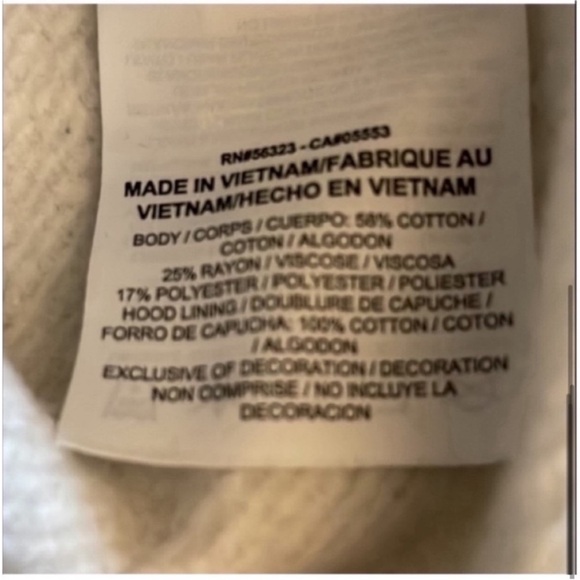 RN#56323 - CA#05553
MADE IN VIETNAM/FABRIQUE AU
VIETNAM/HECHO EN VIETNAM
BODY / CORPS / CUERPO: 58% COTTON /
COTON / ALGODON
25% RAYON / VISCOSE / VISCOSA
17% POLYESTER / POLYESTER / POLIESTER
HOOD LINING / DOUBLURE DE CAPUCHE /
FORRO DE CAPUCHA: 100% COTTON / COTON
/ ALGODON
EXCLUSIVE OF DECORATION / DECORATION
NON COMPRISE / NO INCLUYE LA
DECORACION